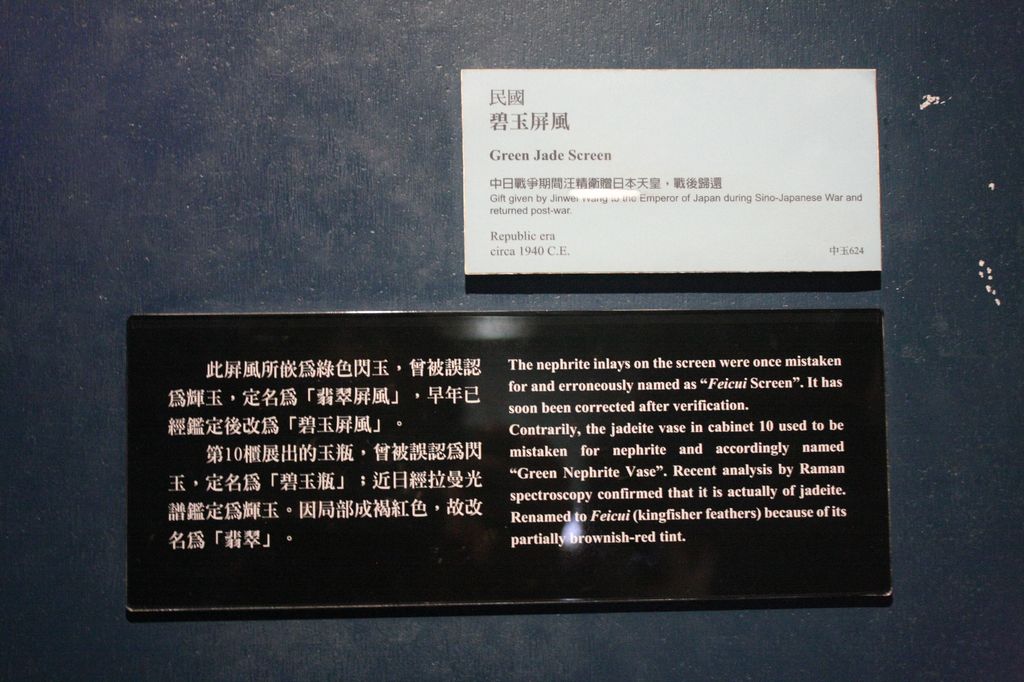 民國
碧玉屏風
Green Jade Screen
中日戰爭期間汪精衛贈日本天皇，戰後歸還
Gift given by Jinwei Wang to the Emperor of Japan during Sino-Japanese War and
returned post-war.
Republic era
circa 1940 C.E.
中玉624
此屏風所嵌爲綠色閃玉，曾被誤認
爲輝玉，定名爲「翡翠屏風」，早年已
經鑑定後改爲「碧玉屏風」。
第10櫃展出的玉瓶，曾被誤認爲閃
玉，定名爲「碧玉瓶」；近日經拉曼光
譜鑑定爲輝玉。因局部成褐紅色，故改
名爲「翡翠」。
The nephrite inlays on the screen were once mistaken
for and erroneously named as “Feicui Screen”. It has
soon been corrected after verification.
Contrarily, the jadeite vase in cabinet 10 used to be
mistaken for nephrite and accordingly named
“Green Nephrite Vase”. Recent analysis by Raman
spectroscopy confirmed that it is actually of jadeite.
Renamed to Feicui (kingfisher feathers) because of its
partially brownish-red tint.